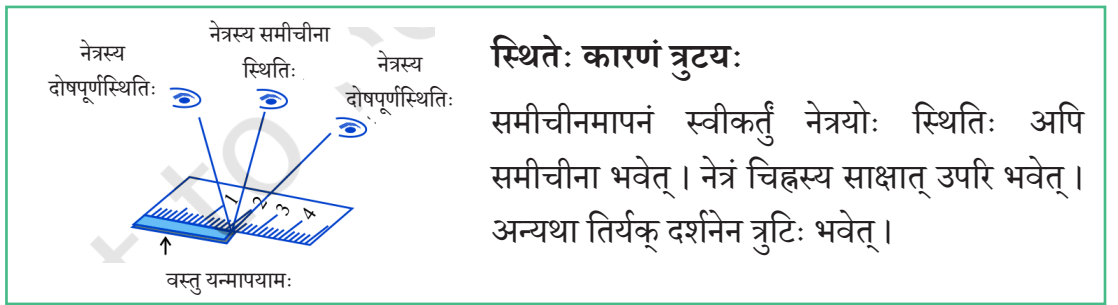 नेत्रस्य
दोषपूर्णस्थितिः
नेत्रस्य समीचीना
स्थितिः
नेत्रस्य
दोषपूर्णस्थितिः
1 2 3 4
वस्तु यन्मापयामः
स्थितेः कारणं त्रुटयः
समीचीनमापनं स्वीकर्तुं नेत्रयोः स्थितिः अपि
समीचीना भवेत् । नेत्रं चिह्नस्य साक्षात् उपरि भवेत् ।
अन्यथा तिर्यक् दर्शनेन त्रुटिः भवेत् ।